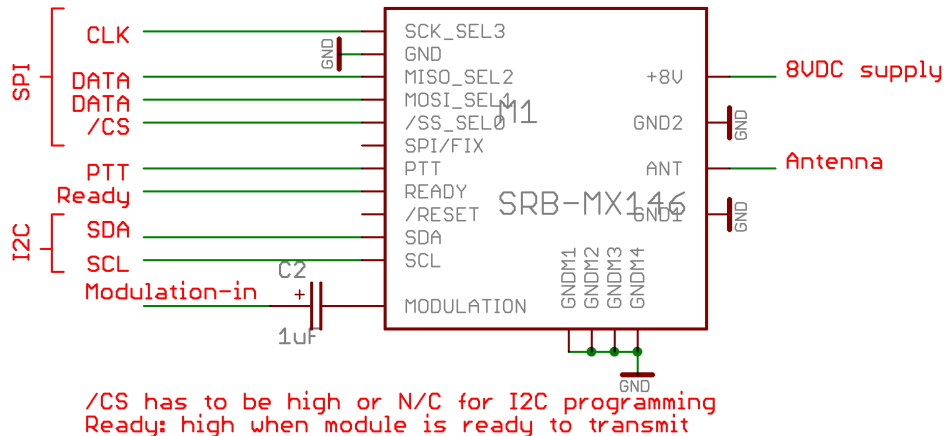 SPI
CLK
DATA
DATA
/CS
PTT
Ready
I2C
SDA
SCL
Modulation-in
C2
+
1uF
GND
SCK_SEL3
GND
MISO_SEL2
MOSI_SEL1
/SS_SEL0
SPI/FIX
PTT
READY
/RESET
SDA
SCL
MODULATION
M1
SRB-MX146
+8V
GND2
ANT
GND1
GNDM1
GNDM2
GNDM3
GNDM4
8VDC supply
GND
Antenna
GND
GND
/CS has to be high or N/C for I2C programming
Ready: high when module is ready to transmit